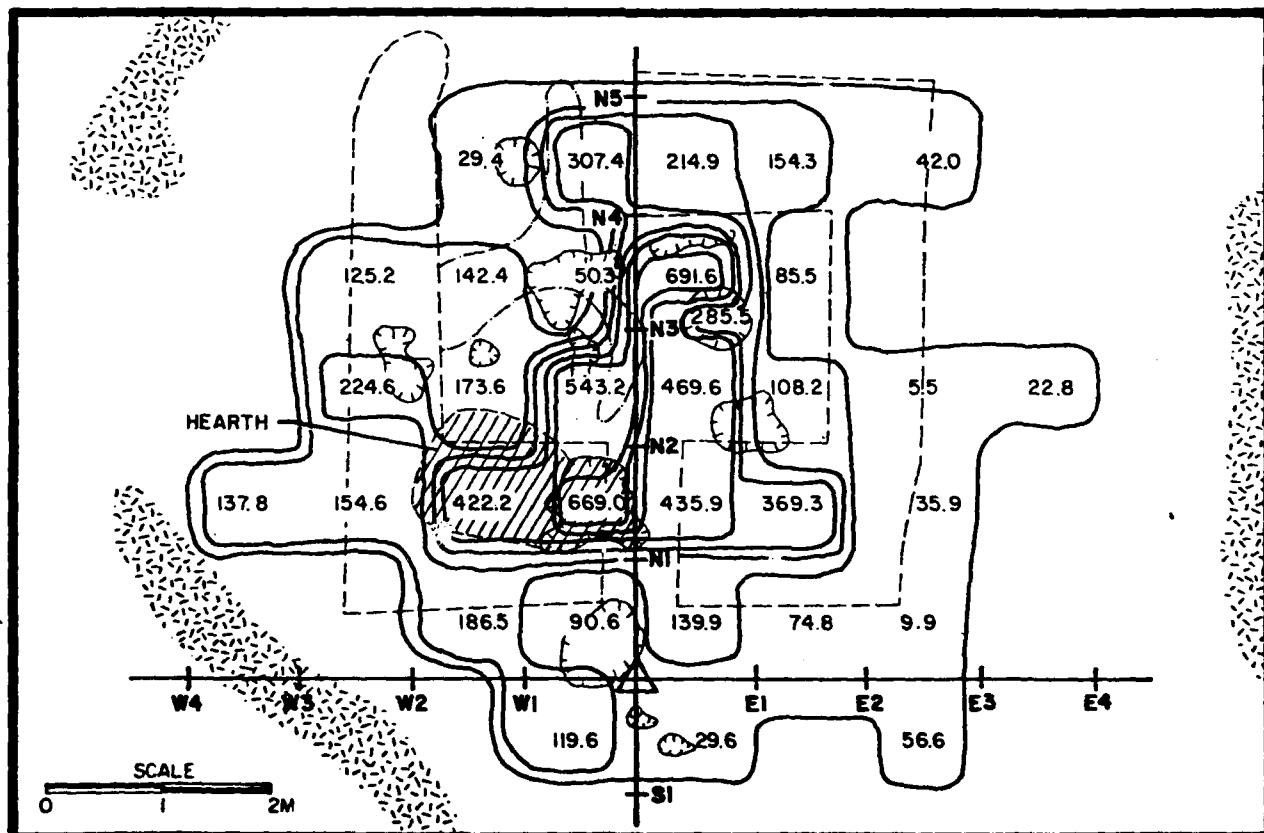 N5
29.4 307.4 214.9 154.3 42.0
N4
125.2 142.4 50.3 691.6 85.5
285.5
N3
224.6 173.6 543.2 469.6 108.2 5.5 22.8
HEARTH
N2
137.8 154.6 422.2 669.0 435.9 369.3 35.9
N1
186.5 90.6 139.9 74.8 9.9
W4 W3 W2 W1 E1 E2 E3 E4
119.6 29.6 56.6
SCALE
0 1 2M
S1